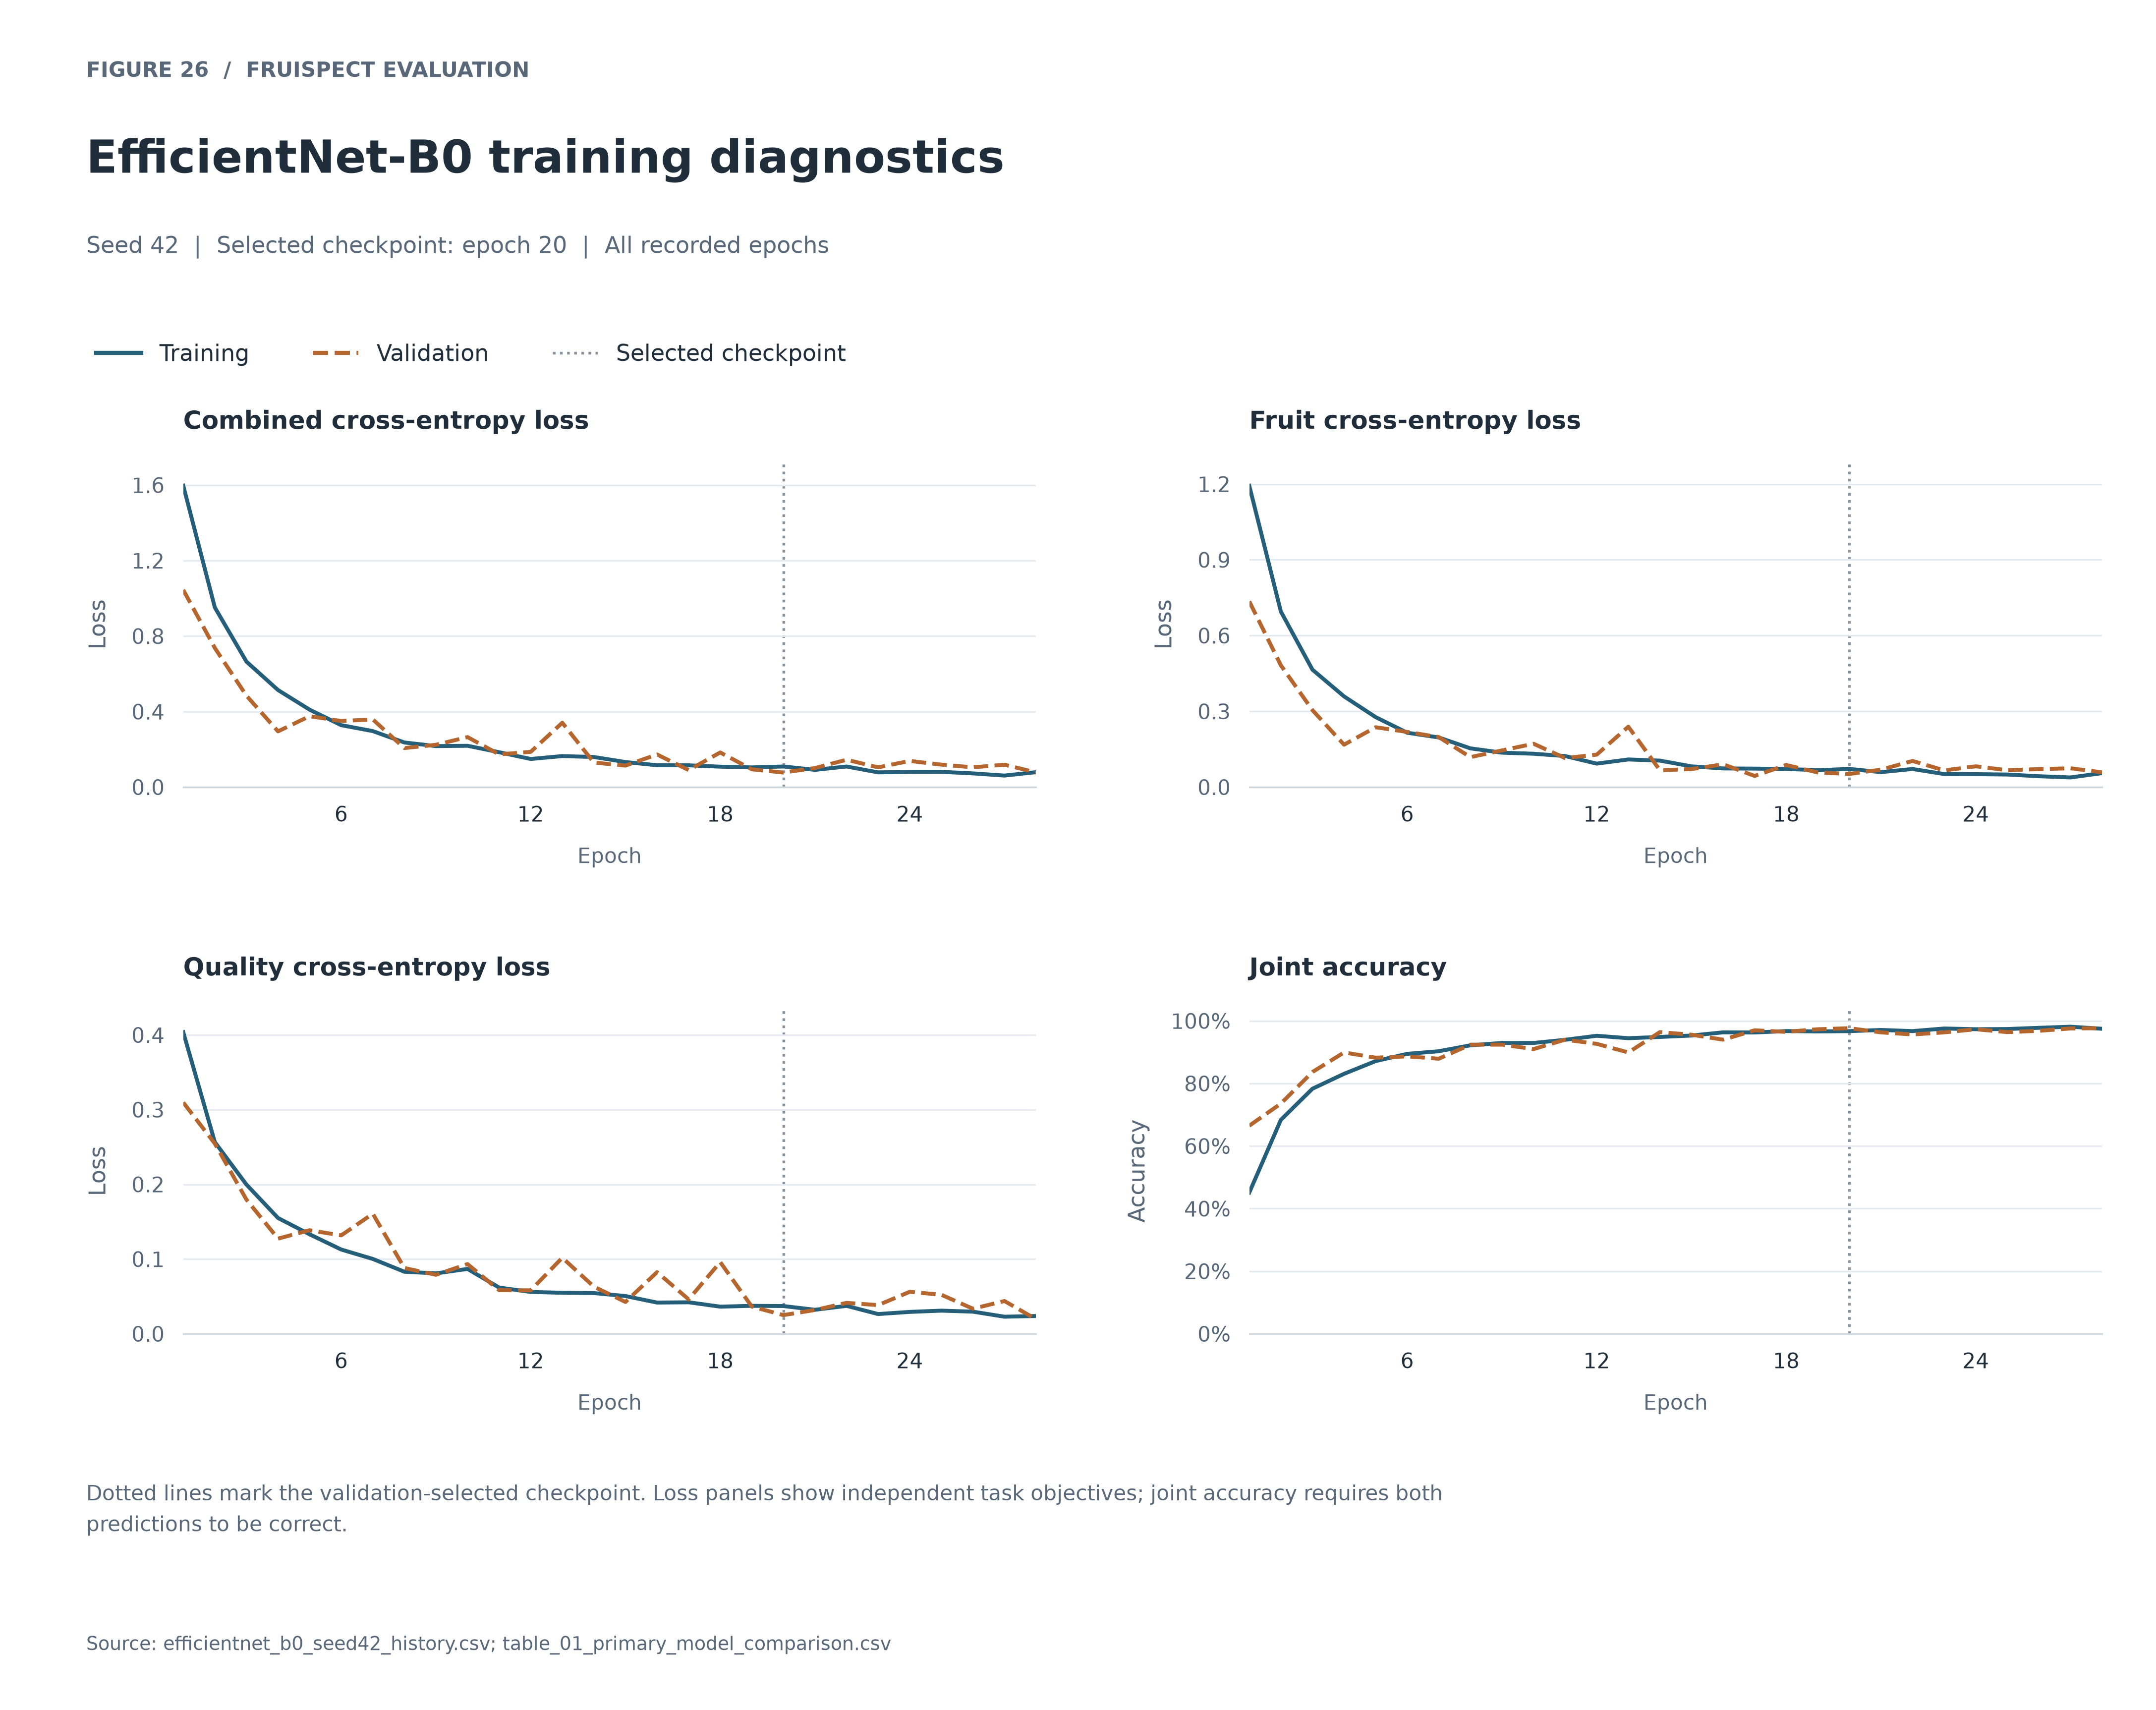 FIGURE 26 / FRUISPECT EVALUATION
EfficientNet-B0 training diagnostics
Seed 42 | Selected checkpoint: epoch 20 | All recorded epochs
Training Validation Selected checkpoint
Combined cross-entropy loss
Loss
1.6
1.2
0.8
0.4
0.0
6 12 18 24
Epoch
Fruit cross-entropy loss
Loss
1.2
0.9
0.6
0.3
0.0
6 12 18 24
Epoch
Quality cross-entropy loss
Loss
0.4
0.3
0.2
0.1
0.0
6 12 18 24
Epoch
Joint accuracy
Accuracy
100%
80%
60%
40%
20%
0%
6 12 18 24
Epoch
Dotted lines mark the validation-selected checkpoint. Loss panels show independent task objectives; joint accuracy requires both
predictions to be correct.
Source: efficientnet_b0_seed42_history.csv; table_01_primary_model_comparison.csv